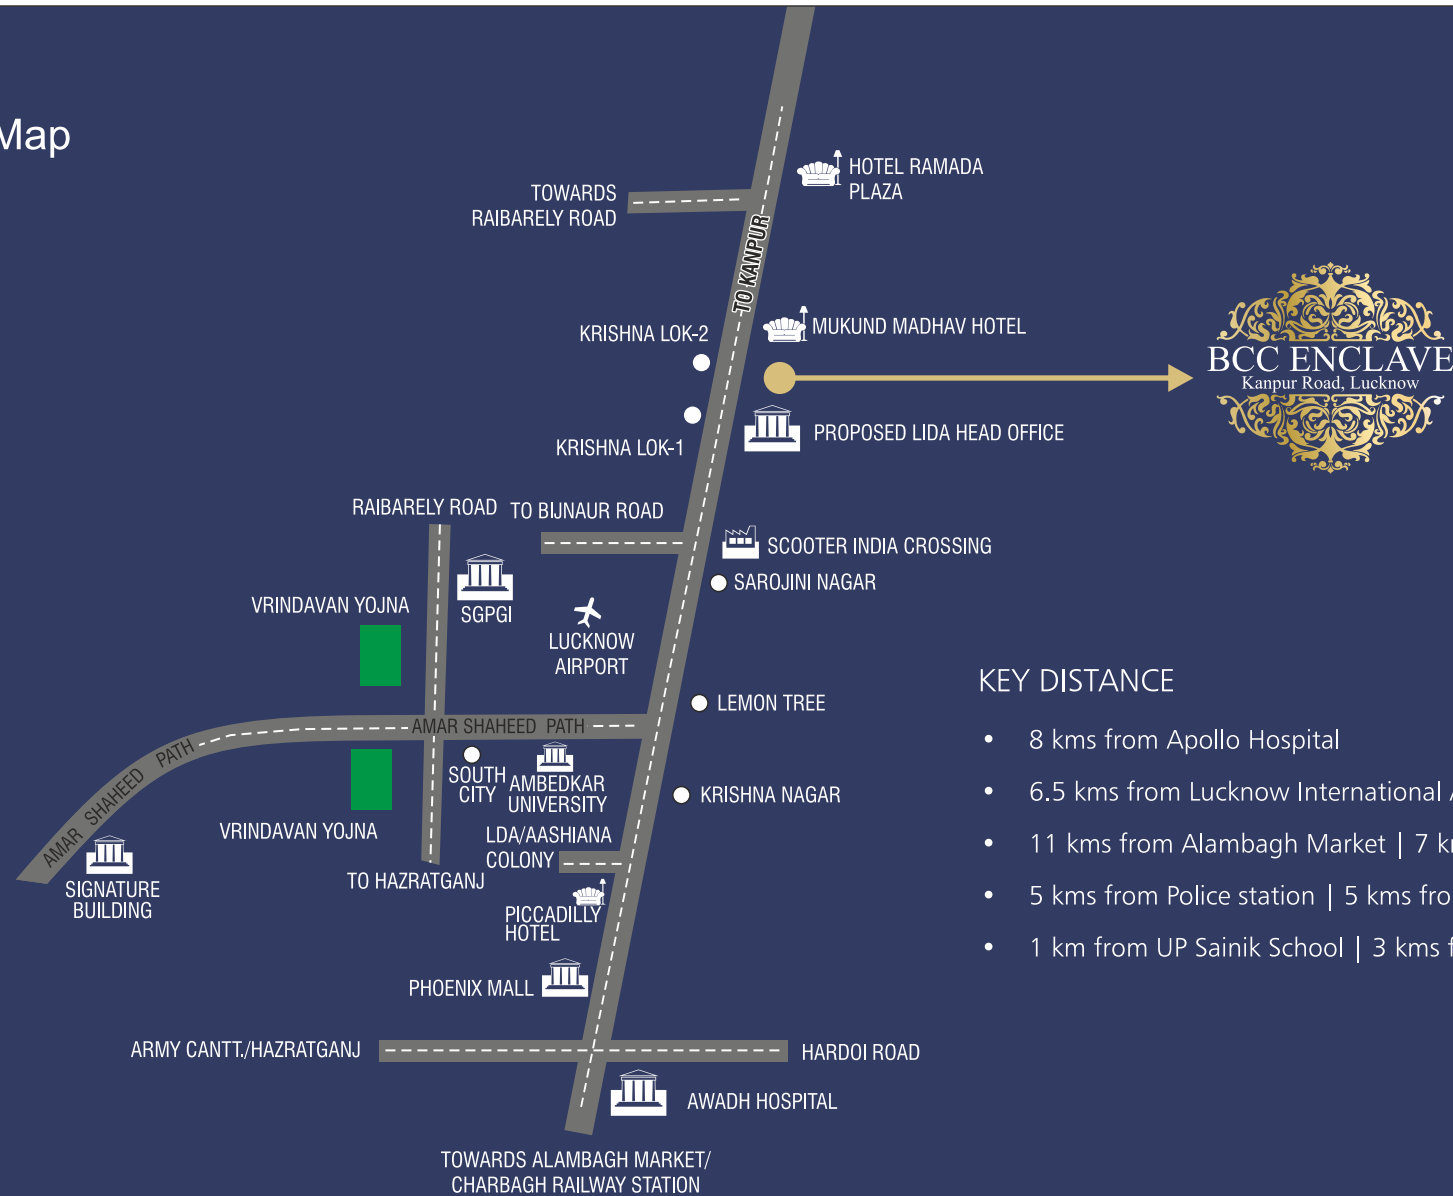 Map
HOTEL RAMADA
PLAZA
TOWARDS
RAIBARELY ROAD
TO KANPUR
MUKUND MADHAV HOTEL
KRISHNA LOK-2
BCC ENCLAVE
Kanpur Road, Lucknow
PROPOSED LIDA HEAD OFFICE
KRISHNA LOK-1
RAIBARELY ROAD
TO BIJNAUR ROAD
SCOOTER INDIA CROSSING
SAROJINI NAGAR
SGPGI
VRINDAVAN YOJNA
LUCKNOW
AIRPORT
LEMON TREE
AMAR SHAHEED PATH
AMAR SHAHEED PATH
SOUTH
CITY
AMBEDKAR
UNIVERSITY
KRISHNA NAGAR
VRINDAVAN YOJNA
LDA/AASHIANA
COLONY
TO HAZRATGANJ
SIGNATURE
BUILDING
PICCADILLY
HOTEL
PHOENIX MALL
ARMY CANTT./HAZRATGANJ
HARDOI ROAD
AWADH HOSPITAL
TOWARDS ALAMBAGH MARKET/
CHARBAGH RAILWAY STATION
KEY DISTANCE
• 8 kms from Apollo Hospital
• 6.5 kms from Lucknow International
• 11 kms from Alambagh Market | 7
• 5 kms from Police station | 5 kms
• 1 km from UP Sainik School | 3 kms